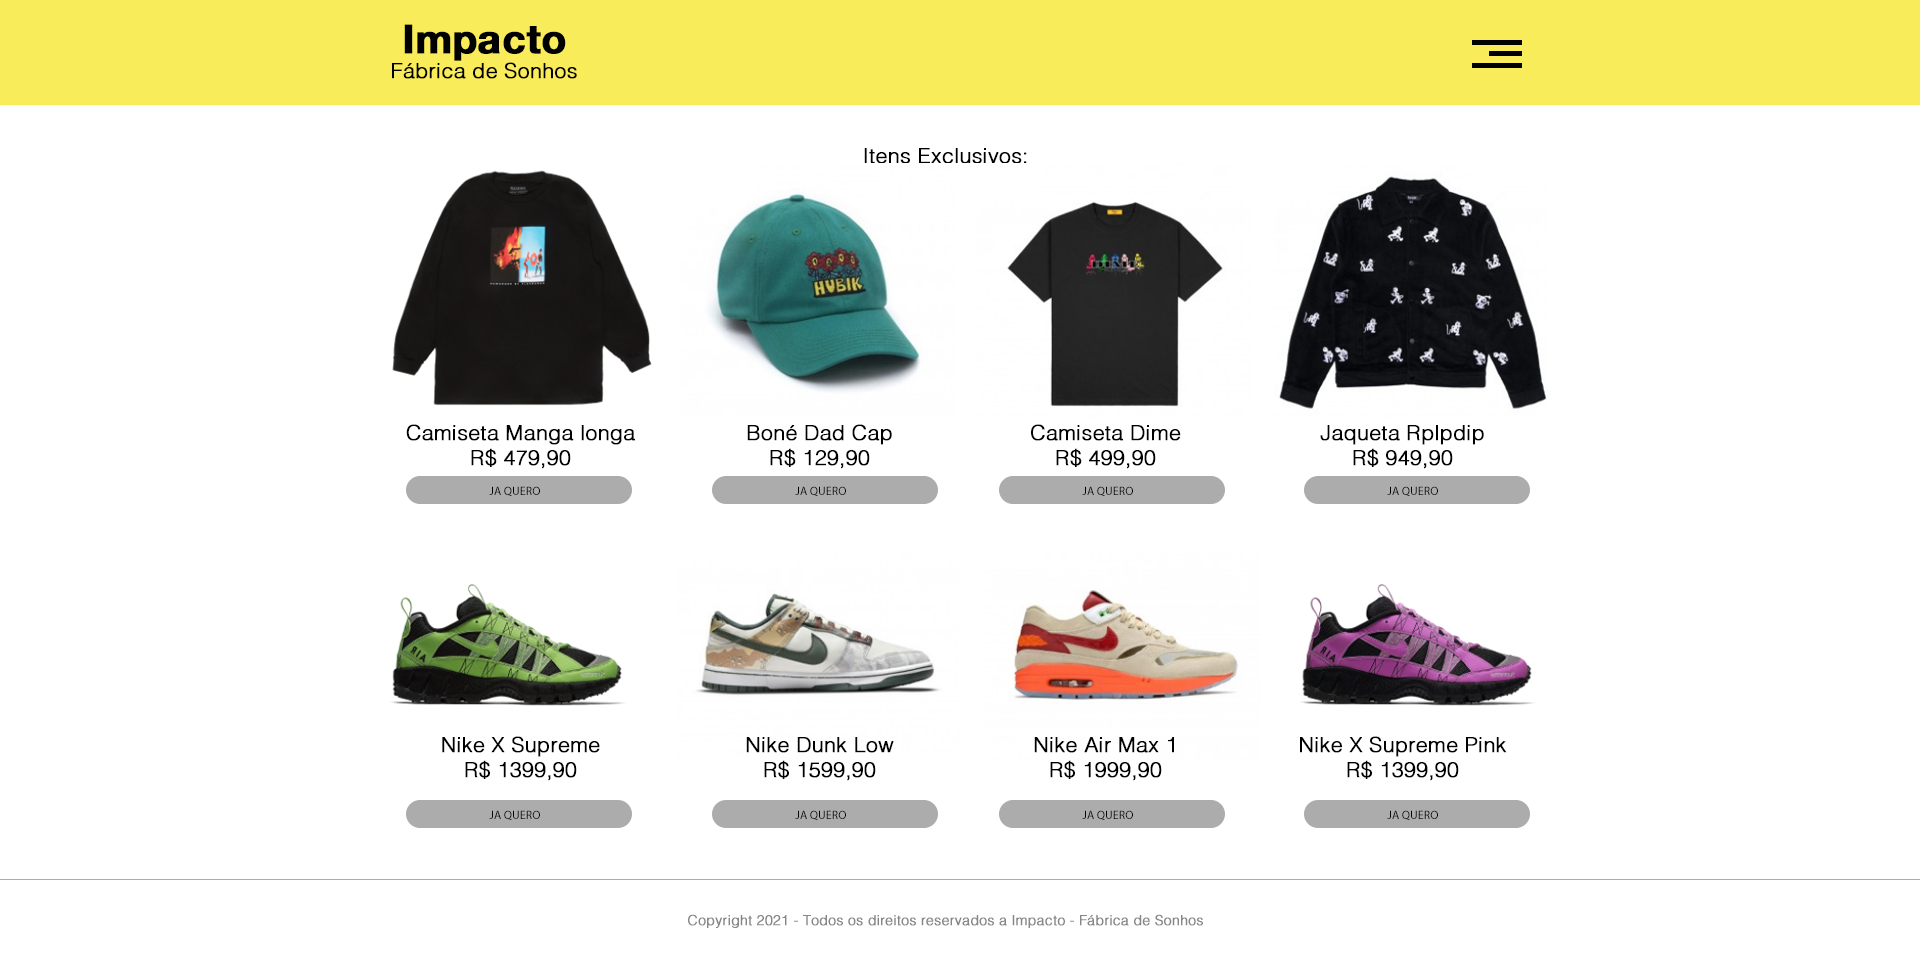 Impacto
Fábrica de Sonhos
Itens Exclusivos:
HVBIK
Camiseta Manga longa
R$ 479,90
JA QUERO
Boné Dad Cap
R$ 129,90
JA QUERO
Camiseta Dime
R$ 499,90
JA QUERO
Jaqueta Rplpdip
R$ 949,90
JA QUERO
RIA
RIA
Nike X Supreme
R$ 1399,90
JA QUERO
Nike Dunk Low
R$ 1599,90
JA QUERO
Nike Air Max 1
R$ 1999,90
JA QUERO
Nike X Supreme Pink
R$ 1399,90
JA QUERO
Copyright 2021 - Todos os direitos reservados a Impacto - Fábrica de Sonhos